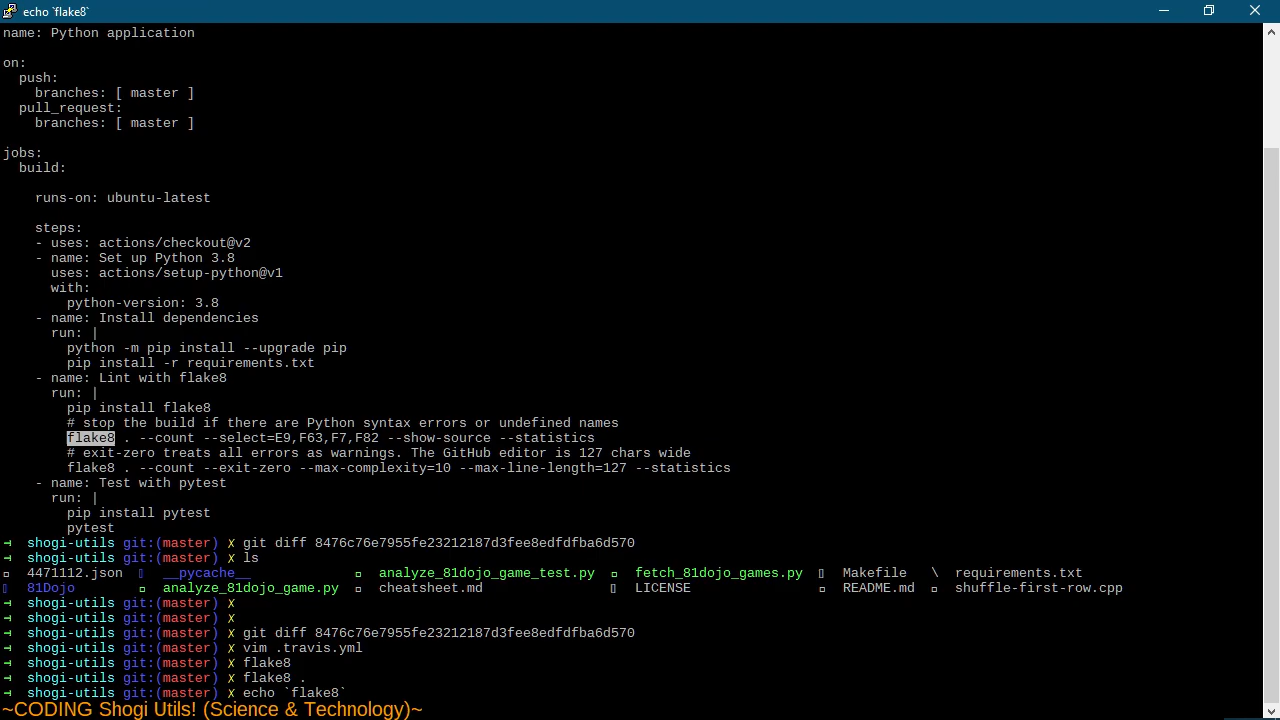 echo `flake8`
name: Python application
on:
  push:
    branches: [ master ]
  pull_request:
    branches: [ master ]
jobs:
  build:
    runs-on: ubuntu-latest
    steps:
    - uses: actions/checkout@v2
    - name: Set up Python 3.8
      uses: actions/setup-python@v1
      with:
        python-version: 3.8
    - name: Install dependencies
      run: |
        python -m pip install --upgrade pip
        pip install -r requirements.txt
    - name: Lint with flake8
      run: |
        pip install flake8
        # stop the build if there are Python syntax errors or undefined names
        flake8 . --count --select=E9,F63,F7,F82 --show-source --statistics
        # exit-zero treats all errors as warnings. The GitHub editor is 127 chars wide
        flake8 . --count --exit-zero --max-complexity=10 --max-line-length=127 --statistics
    - name: Test with pytest
      run: |
        pip install pytest
        pytest
shogi-utils git:(master) ✗ git diff 8476c76e7955fe23212187d3fee8edfdfba6d570
shogi-utils git:(master) ✗ ls
4471112.json __pycache__ analyze_81dojo_game_test.py fetch_81dojo_games.py Makefile \ requirements.txt
81Dojo analyze_81dojo_game.py cheatsheet.md LICENSE README.md shuffle-first-row.cpp
shogi-utils git:(master) ✗
shogi-utils git:(master) ✗
shogi-utils git:(master) ✗ git diff 8476c76e7955fe23212187d3fee8edfdfba6d570
shogi-utils git:(master) ✗ vim .travis.yml
shogi-utils git:(master) ✗ flake8
shogi-utils git:(master) ✗ flake8 .
shogi-utils git:(master) ✗ echo `flake8`
~CODING Shogi Utils! (Science & Technology)~